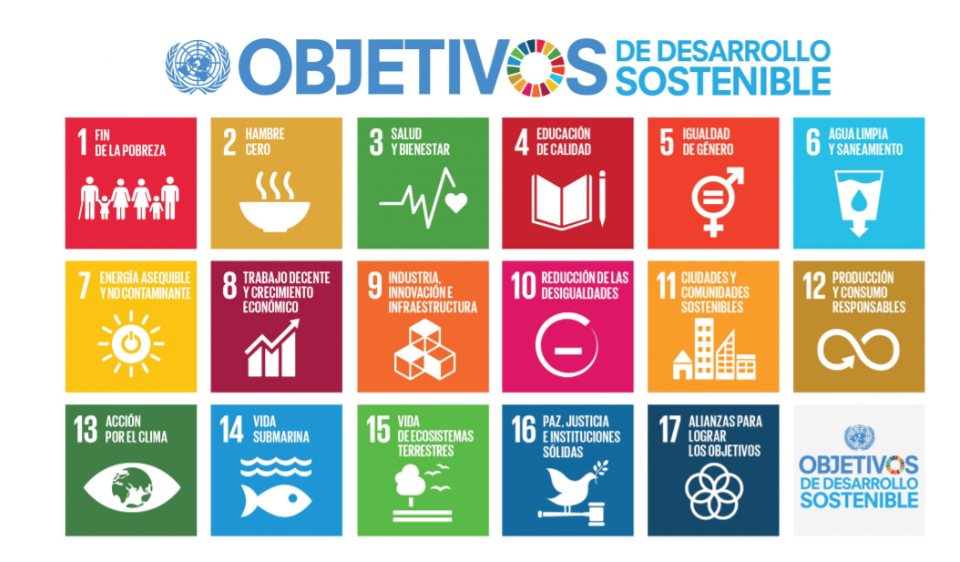 OBJETIVOS
DE DESARROLLO
SOSTENIBLE
1 FIN
DE LA POBREZA
2 HAMBRE
CERO
3 SALUD
Y BIENESTAR
4 EDUCACIÓN
DE CALIDAD
5 IGUALDAD
DE GÉNERO
6 AGUA LIMPIA
Y SANEAMIENTO
7 ENERGÍA ASEQUIBLE
Y NO CONTAMINANTE
8 TRABAJO DECENTE
Y CRECIMIENTO
ECONÓMICO
9 INDUSTRIA,
INNOVACIÓN E
INFRAESTRUCTURA
10 REDUCCIÓN DE LAS
DESIGUALDADES
11 CIUDADES Y
COMUNIDADES
SOSTENIBLES
12 PRODUCCIÓN
Y CONSUMO
RESPONSABLES
13 ACCIÓN
POR EL CLIMA
14 VIDA
SUBMARINA
15 VIDA
DE ECOSISTEMAS
TERRESTRES
16 PAZ, JUSTICIA
E INSTITUCIONES
SÓLIDAS
17 ALIANZAS PARA
LOGRAR
LOS OBJETIVOS
OBJETIVOS
DE DESARROLLO
SOSTENIBLE